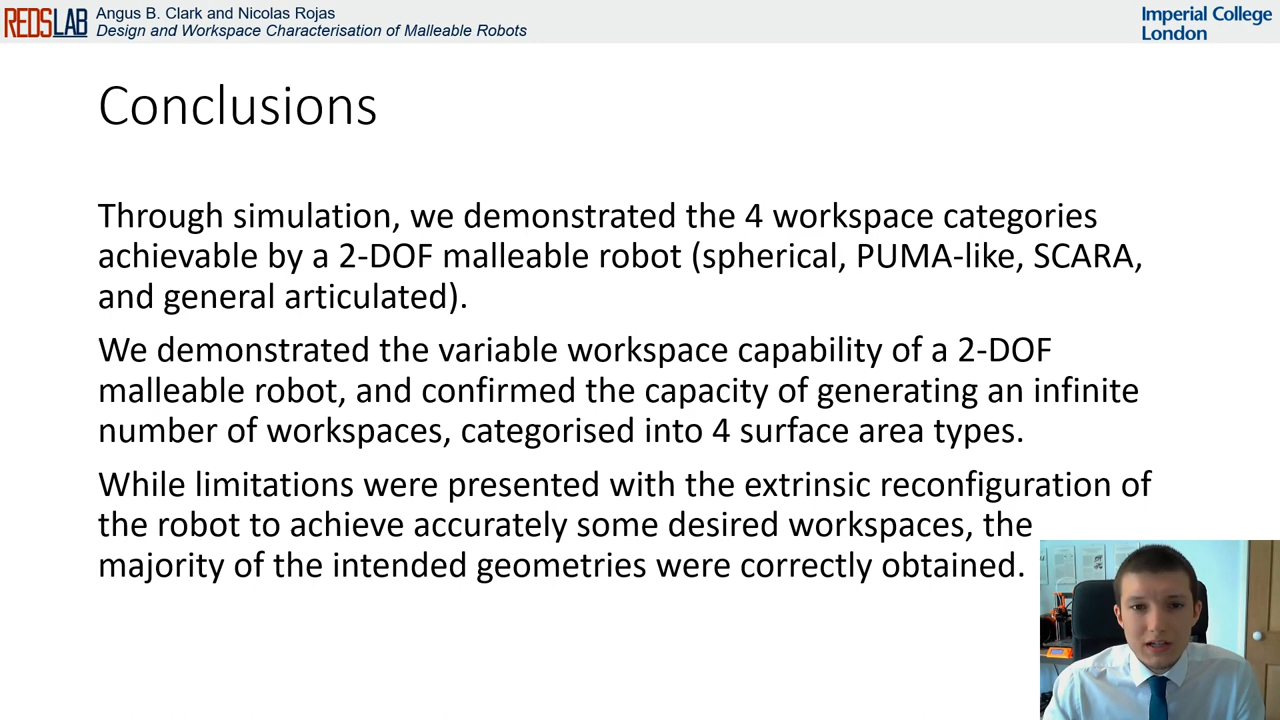 REDSLAB
Angus B. Clark and Nicolas Rojas
Design and Workspace Characterisation of Malleable Robots
Imperial College
London
Conclusions
Through simulation, we demonstrated the 4 workspace categories
achievable by a 2-DOF malleable robot (spherical, PUMA-like, SCARA,
and general articulated).
We demonstrated the variable workspace capability of a 2-DOF
malleable robot, and confirmed the capacity of generating an infinite
number of workspaces, categorised into 4 surface area types.
While limitations were presented with the extrinsic reconfiguration of
the robot to achieve accurately some desired workspaces, the
majority of the intended geometries were correctly obtained.